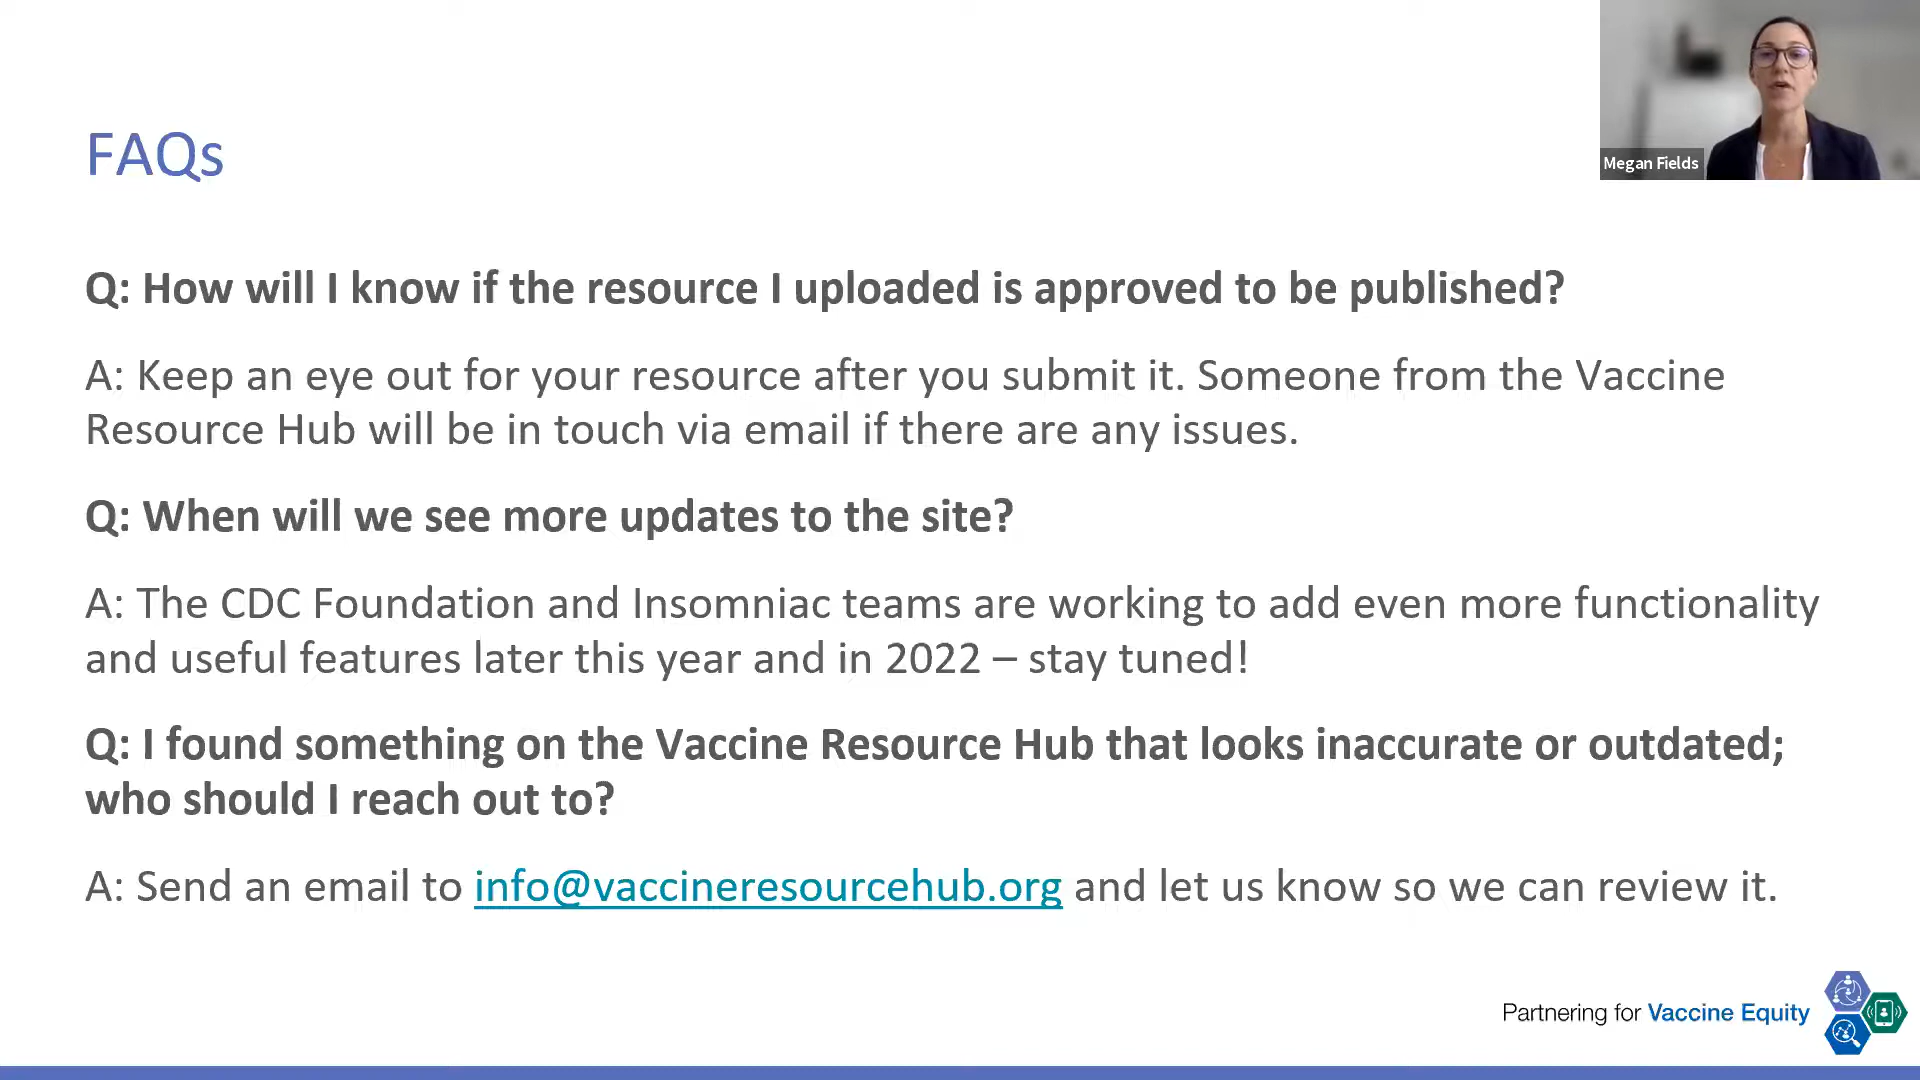 Megan Fields
FAQs
Q: How will I know if the resource I uploaded is approved to be published?
A: Keep an eye out for your resource after you submit it. Someone from the Vaccine
Resource Hub will be in touch via email if there are any issues.
Q: When will we see more updates to the site?
A: The CDC Foundation and Insomniac teams are working to add even more functionality
and useful features later this year and in 2022 – stay tuned!
Q: I found something on the Vaccine Resource Hub that looks inaccurate or outdated;
who should I reach out to?
A: Send an email to info@vaccineresourcehub.org and let us know so we can review it.
Partnering for Vaccine Equity